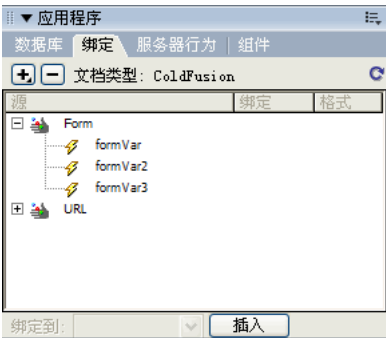 应用程序
数据库 绑定 服务器行为 组件
文档类型: ColdFusion
源 绑定 格式
Form
formVar
formVar2
formVar3
URL
绑定到: 插入